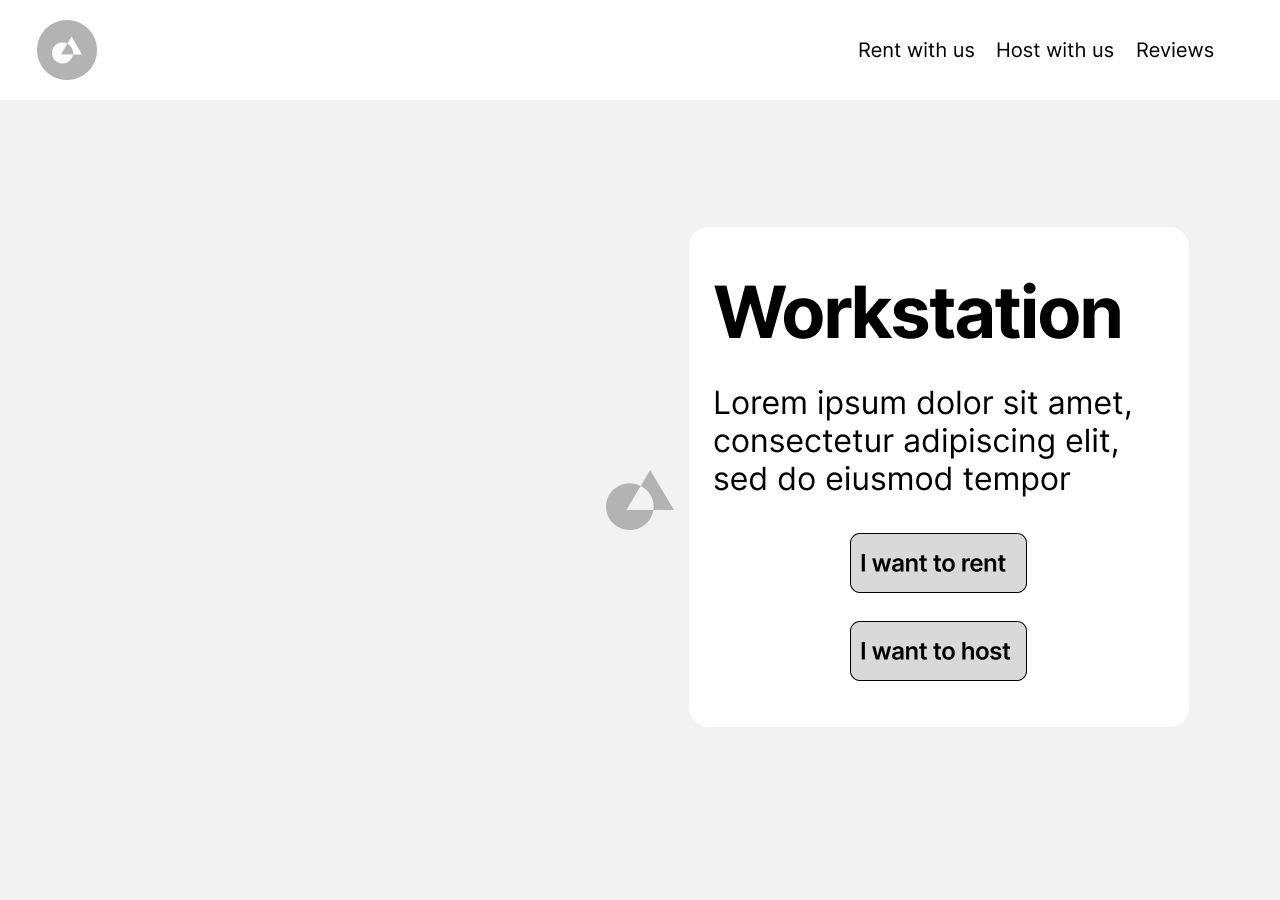 Rent with us Host with us Reviews
Workstation
Lorem ipsum dolor sit amet,
consectetur adipiscing elit,
sed do eiusmod tempor
I want to rent
I want to host